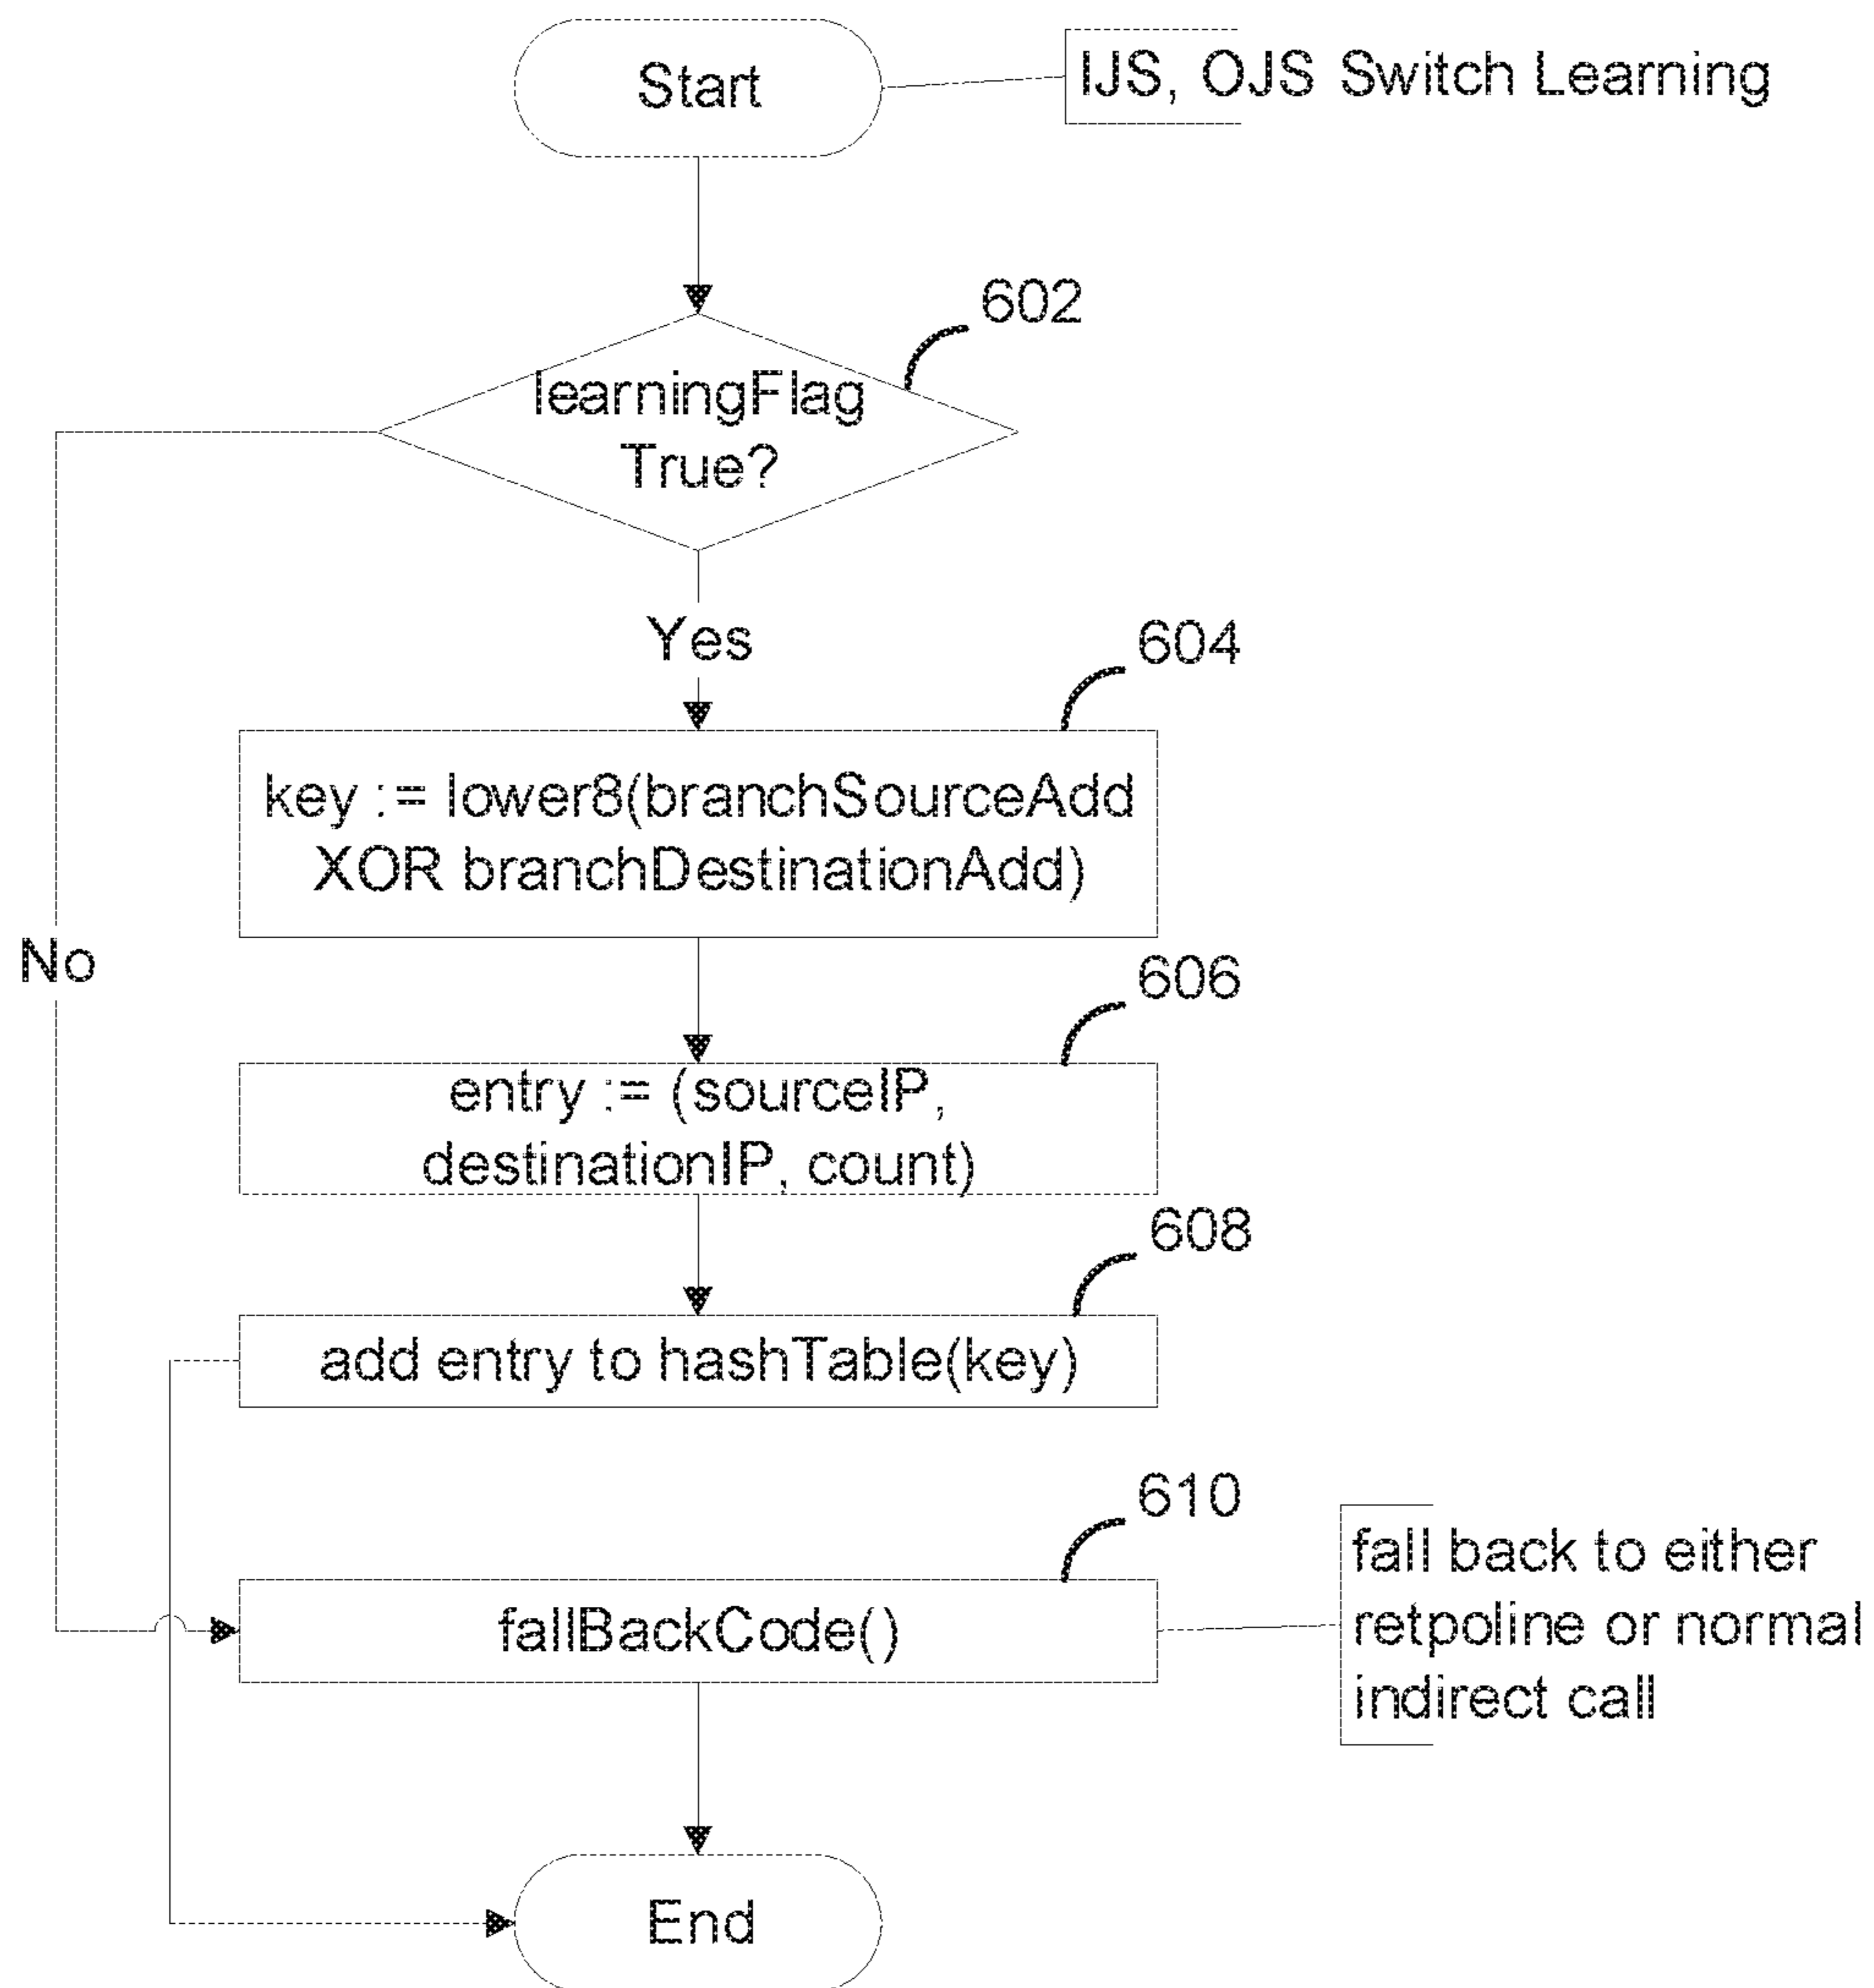 Start
IJS, OJS Switch Learning
602
learningFlag
True?
Yes
604
key := lower8(branchSourceAdd
XOR branchDestinationAdd)
No
606
entry := (sourceIP,
destinationIP, count)
608
add entry to hashTable(key)
610
fallBackCode()
fall back to either
retpoline or normal
indirect call
End